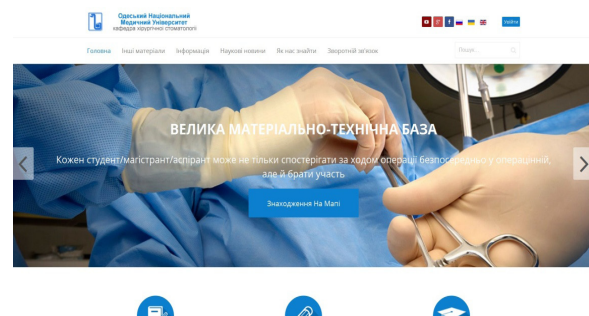 Одеський Національний
Медичний Університет
кафедра хірургічної стоматології
Увійти
Головна Інші матеріали Інформація Наукові новини Як нас знайти Зворотній зв'язок
Пошук...
ВЕЛИКА МАТЕРІАЛЬНО-ТЕХНІЧНА БАЗА
Кожен студент/магістрант/аспірант може не тільки спостерігати за ходом операції безпосередньо у операційній,
але й брати участь
Знаходження На Мапі